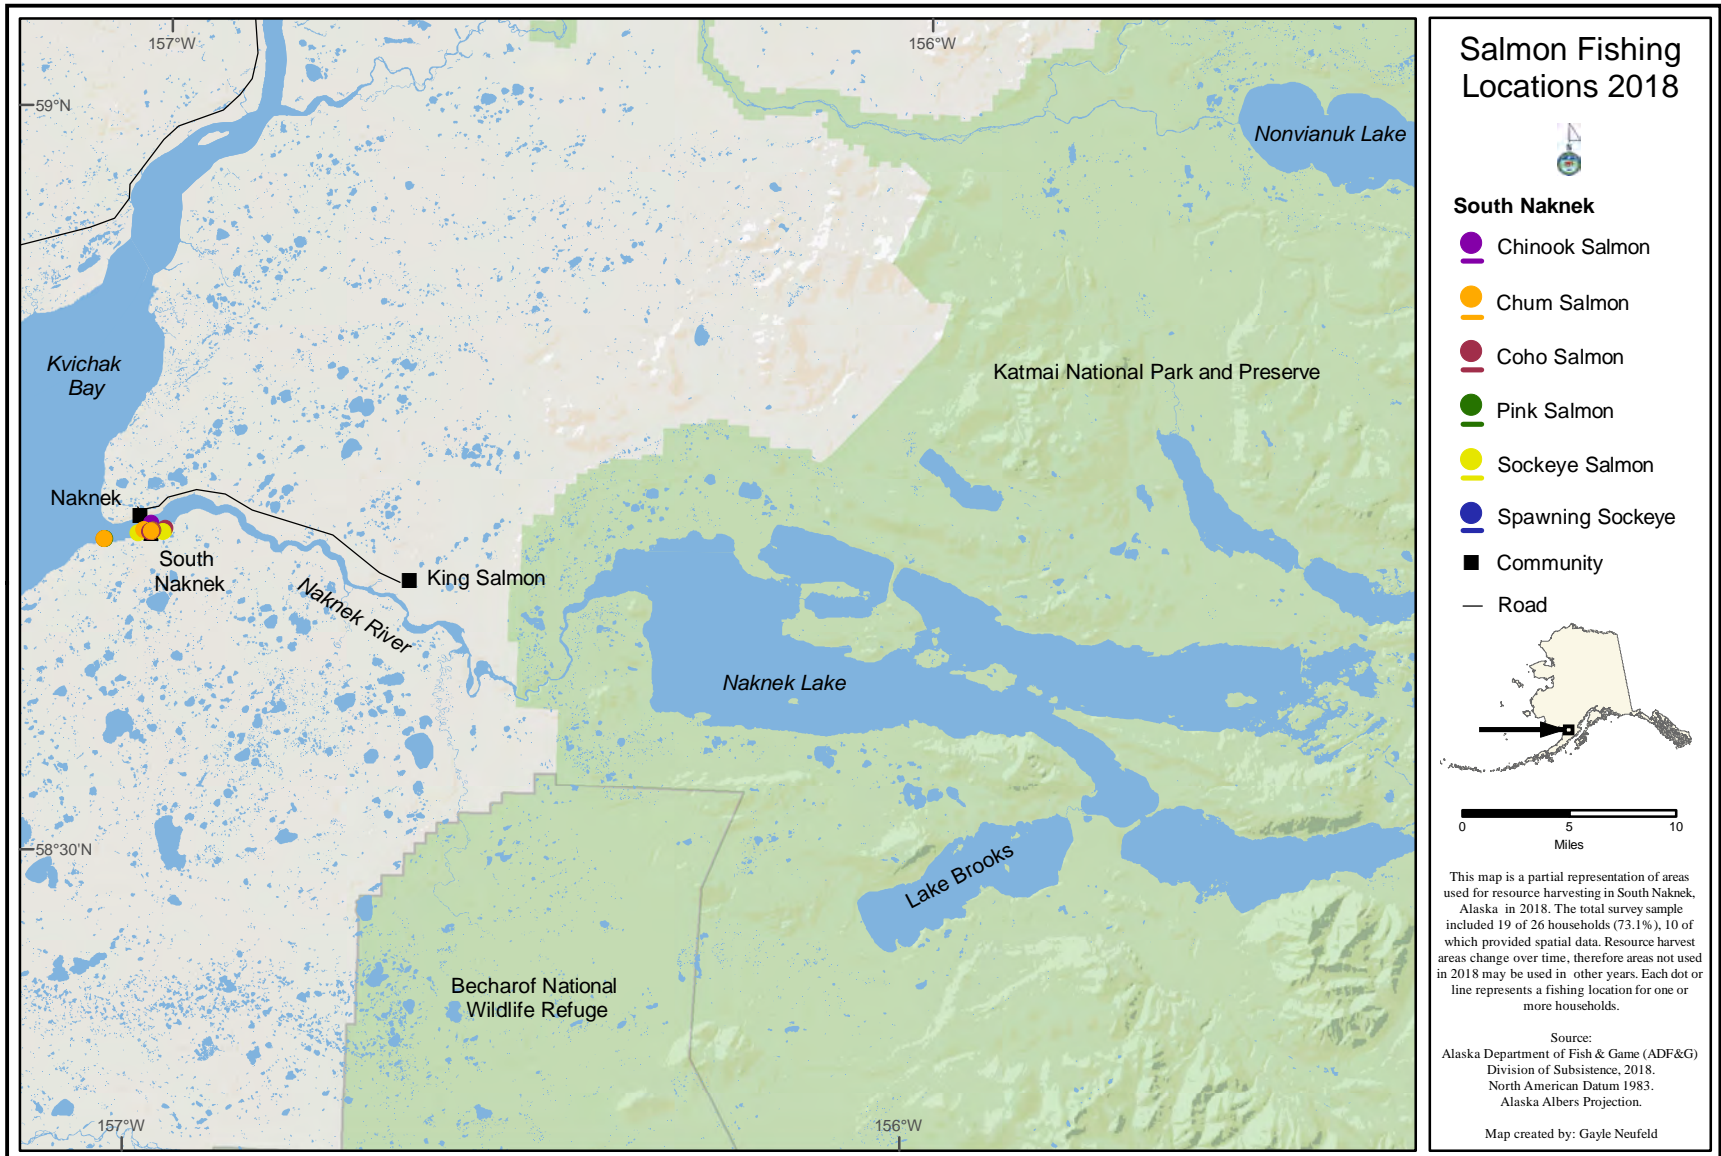 157°W
156°W
59°N
Nonvianuk Lake
Kvichak
Bay
Katmai National Park and Preserve
Naknek
South
Naknek
King Salmon
Naknek River
Naknek Lake
58°30'N
Lake Brooks
Becharof National
Wildlife Refuge
157°W
156°W
Salmon Fishing
Locations 2018
South Naknek
Chinook Salmon
Chum Salmon
Coho Salmon
Pink Salmon
Sockeye Salmon
Spawning Sockeye
Community
Road
0 5 10
Miles
This map is a partial representation of areas
used for resource harvesting in South Naknek,
Alaska in 2018. The total survey sample
included 19 of 26 households (73.1%), 10 of
which provided spatial data. Resource harvest
areas change over time, therefore areas not used
in 2018 may be used in other years. Each dot or
line represents a fishing location for one or
more households.
Source:
Alaska Department of Fish & Game (ADF&G)
Division of Subsistence, 2018.
North American Datum 1983.
Alaska Albers Projection.
Map created by: Gayle Neufeld